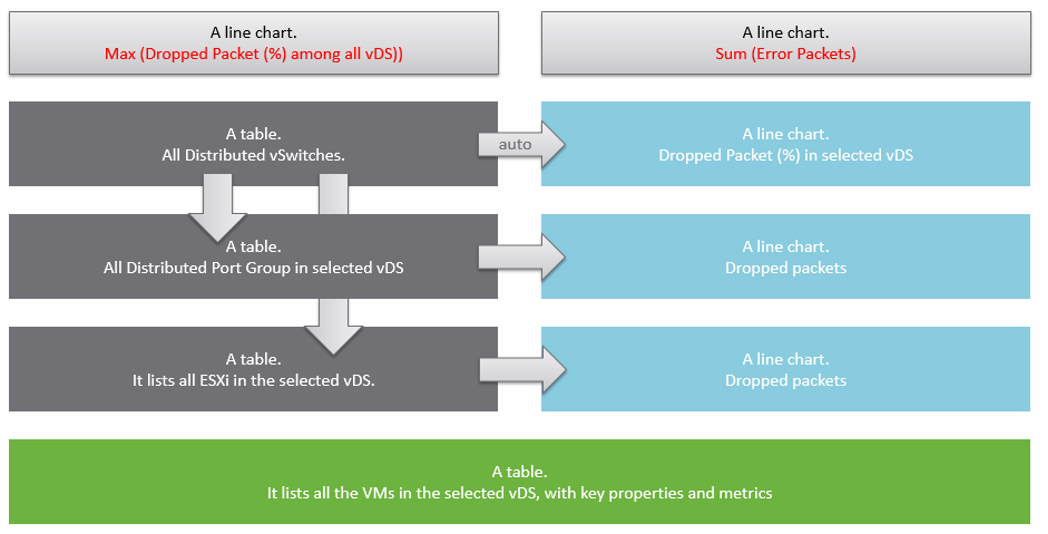 A line chart.
Max (Dropped Packet (%) among all vDS))
A line chart.
Sum (Error Packets)
A table.
All Distributed vSwitches.
auto
A line chart.
Dropped Packet (%) in selected vDS
A table.
All Distributed Port Group in selected vDS
A line chart.
Dropped packets
A table.
It lists all ESXi in the selected vDS.
A line chart.
Dropped packets
A table.
It lists all the VMs in the selected vDS, with key properties and metrics